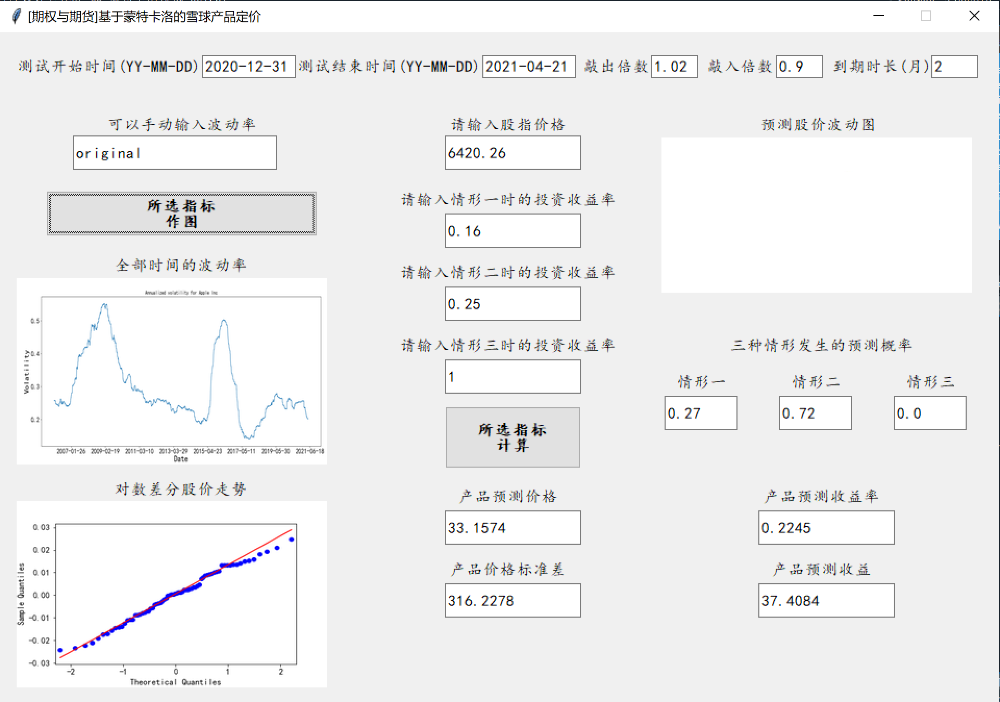 [期权与期货]基于蒙特卡洛的雪球产品定价
测试开始时间(YY-MM-DD) 2020-12-31 测试结束时间(YY-MM-DD) 2021-04-21 敲出倍数 1.02 敲入倍数 0.9 到期时长(月) 2
可以手动输入波动率
original
所选指标
作图
全部时间的波动率
Annualized volatility for Apple Inc
Volatility
0.5
0.4
0.3
0.2
2007-01-26 2009-02-19 2011-03-10 2013-03-29 2015-04-23 2017-05-11 2019-05-30 2021-06-18
Date
对数差分股价走势
Sample Quantiles
0.03
0.02
0.01
0.00
-0.01
-0.02
-0.03
-2 -1 0 1 2
Theoretical Quantiles
请输入股指价格
6420.26
请输入情形一时的投资收益率
0.16
请输入情形二时的投资收益率
0.25
请输入情形三时的投资收益率
1
所选指标
计算
产品预测价格
33.1574
产品价格标准差
316.2278
预测股价波动图
三种情形发生的预测概率
情形一 情形二 情形三
0.27 0.72 0.0
产品预测收益率
0.2245
产品预测收益
37.4084